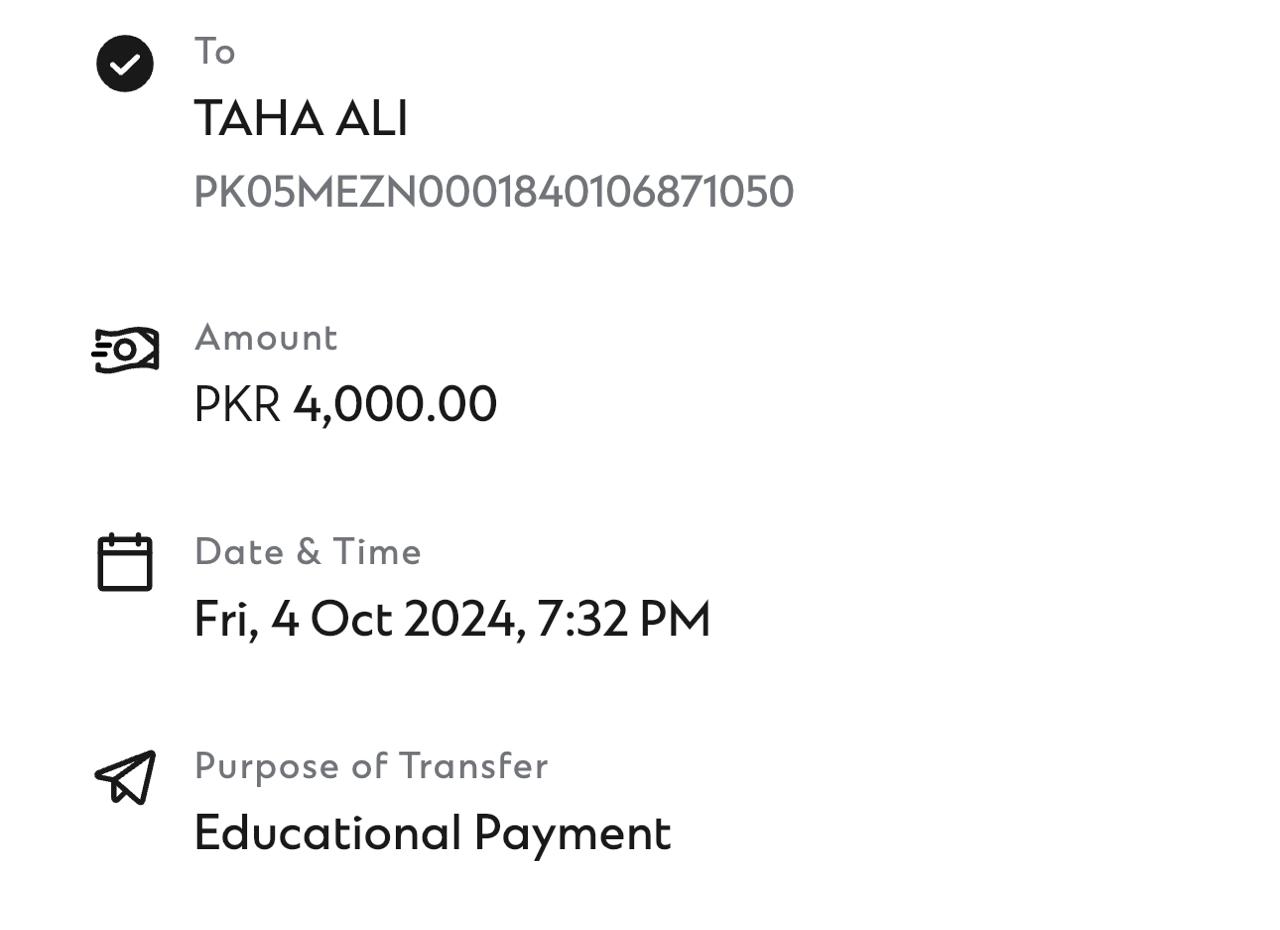 To
TAHA ALI
PK05MEZN0001840106871050
Amount
PKR 4,000.00
Date & Time
Fri, 4 Oct 2024, 7:32 PM
Purpose of Transfer
Educational Payment